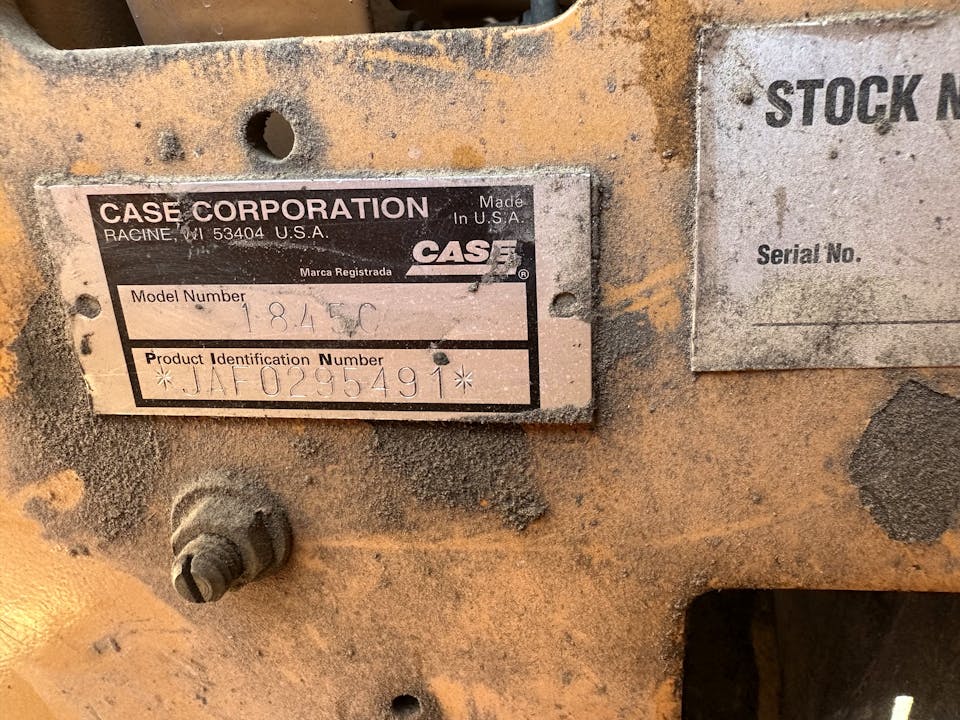 CASE CORPORATION
RACINE, WI 53404 U.S.A.
Made
In U.S.A.
CASE
®
Marca Registrada
Model Number
1845C
Product Identification Number
*JAF0295491*
STOCK N
Serial No.